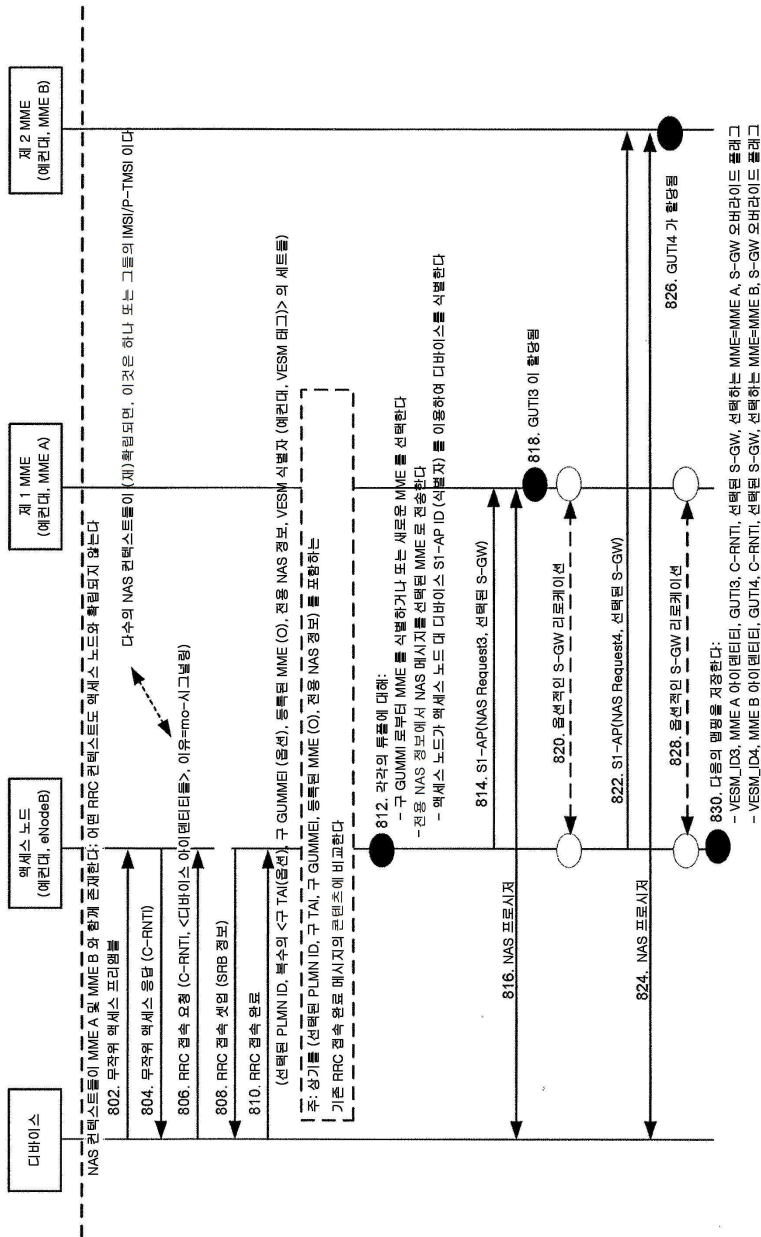 디바이스
액세스 노드
(예컨대, eNodeB)
제 1 MME
(예컨대, MME A)
제 2 MME
(예컨대, MME B)
NAS 컨텍스트들이 MME A 및 MME B 와 함께 존재한다; 어떤 RRC 컨텍스트도 액세스 노드와 확립되지 않는다
802. 무작위 액세스 프리앰블
다수의 NAS 컨텍스트들이 (재)확립되면, 이것은 하나 또는 그들의 IMSI/P-TMSI 이다
804. 무작위 액세스 응답 (C-RNTI)
806. RRC 접속 요청 (C-RNTI, <디바이스 아이덴티티들>, 이유=mo-시그널링)
808. RRC 접속 셋업 (SRB 정보)
810. RRC 접속 완료
(선택된 PLMN ID, 복수의 <구 TAI(옵션), 구 GUMMEI (옵션), 등록된 MME (O), 전용 NAS 정보, VESM 식별자 (예컨대, VESM 태그)> 의 세트들)
주: 상기를 (선택된 PLMN ID, 구 TAI, 구 GUMMEI, 등록된 MME (O), 전용 NAS 정보) 를 포함하는
기존 RRC 접속 완료 메시지의 콘텐츠에 비교한다
812. 각각의 튜플에 대해:
- 구 GUMMI 로부터 MME 를 식별하거나 또는 새로운 MME 를 선택한다
-전용 NAS 정보에서 NAS 메시지를 선택된 MME 로 전송한다
- 액세스 노드가 액세스 노드 대 디바이스 S1-AP ID (식별자) 를 이용하여 디바이스를 식별한다
814. S1-AP(NAS Request3, 선택된 S-GW)
816. NAS 프로시저
818. GUTI3 이 할당됨
820. 옵션적인 S-GW 리로케이션
822. S1-AP(NAS Request4, 선택된 S-GW)
824. NAS 프로시저
826. GUTI4 가 할당됨
828. 옵션적인 S-GW 리로케이션
830. 다음의 맵핑을 저장한다:
- VESM_ID3, MME A 아이덴티티, GUTI3, C-RNTI, 선택된 S-GW, 선택하는 MME=MME A, S-GW 오버라이드 플래그
- VESM_ID4, MME B 아이덴티티, GUTI4, C-RNTI, 선택된 S-GW, 선택하는 MME=MME B, S-GW 오버라이드 플래그